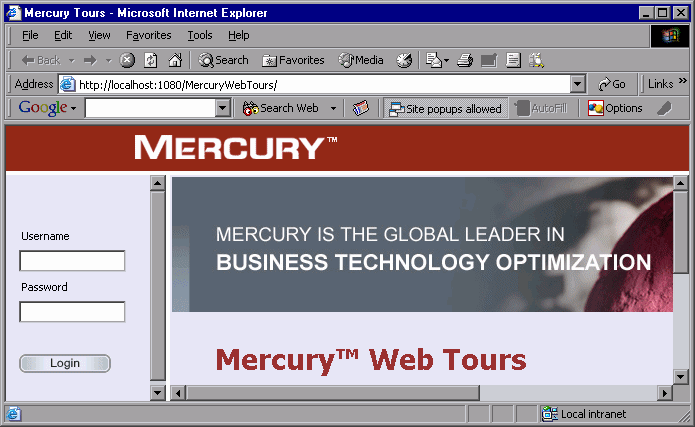 Mercury Tours - Microsoft Internet Explorer
File Edit View Favorites Tools Help
Back Search Favorites Media
Address http://localhost:1080/MercuryWebTours/ Go Links »
Google Search Web Site popups allowed AutoFill Options
MERCURY™
Username
Password
Login
MERCURY IS THE GLOBAL LEADER IN
BUSINESS TECHNOLOGY OPTIMIZATION
Mercury™ Web Tours
Local intranet